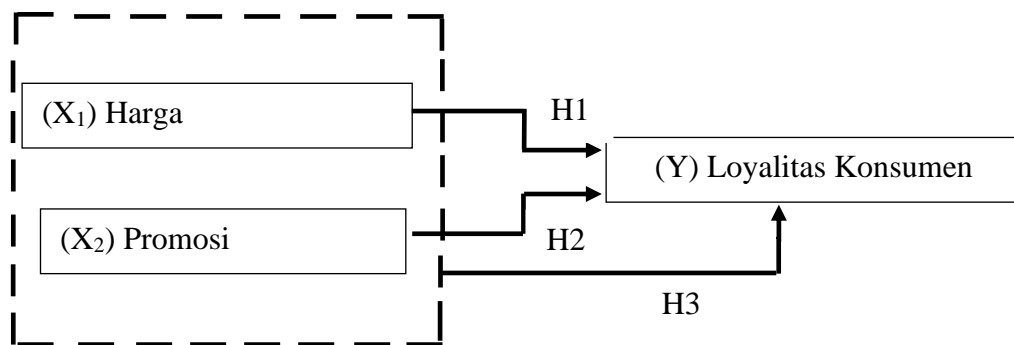 (X₁) Harga
H1
(Y) Loyalitas Konsumen
(X₂) Promosi
H2
H3